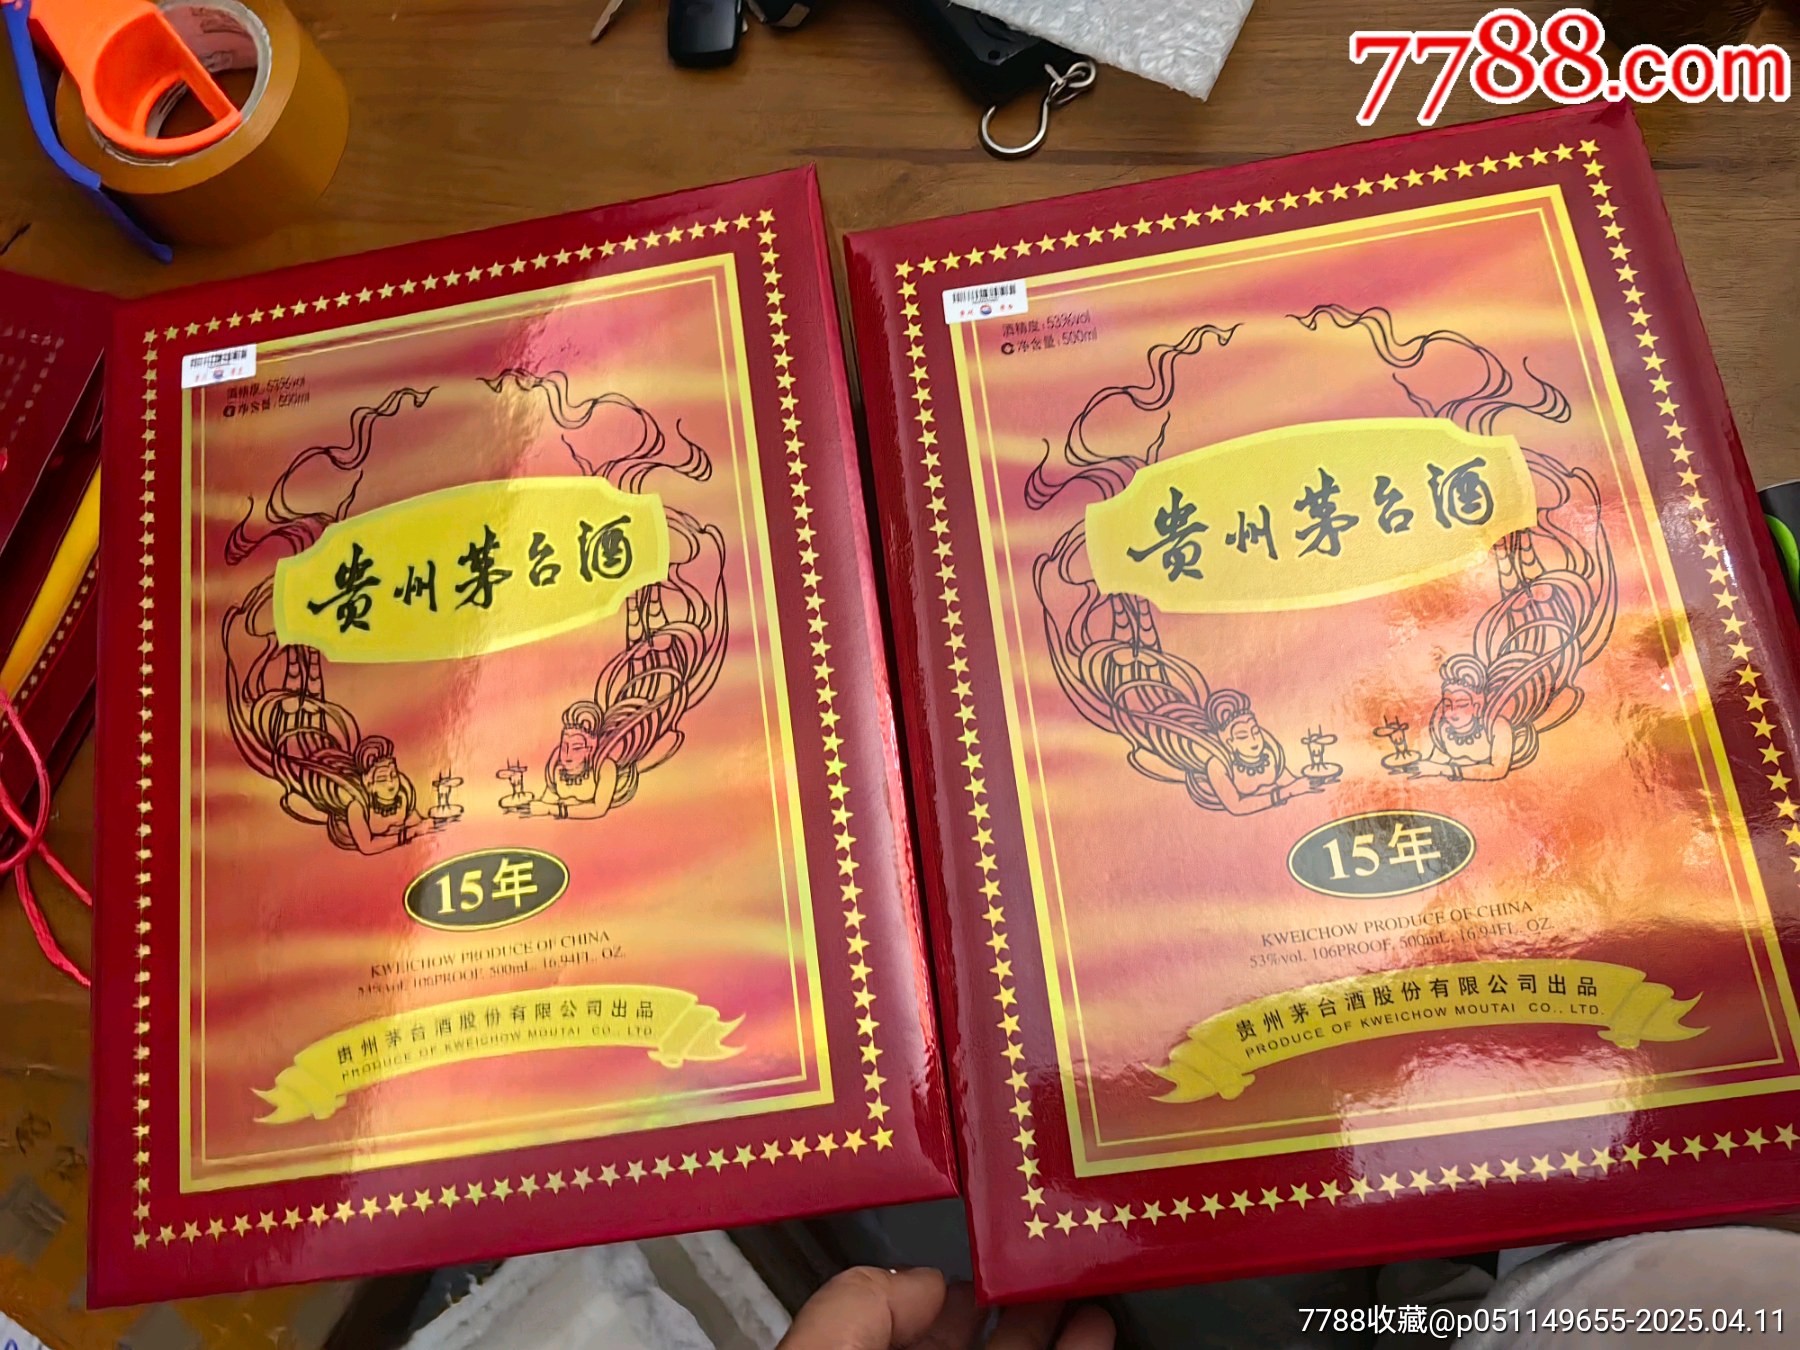 7788.com
酒精度:53%vol
净含量:500ml
贵州茅台酒
15年
KWEICHOW PRODUCE OF CHINA
53%vol. 106PROOF. 500mL. 16.94FL. OZ.
贵州茅台酒股份有限公司出品
PRODUCE OF KWEICHOW MOUTAI CO., LTD.
酒精度:53%vol
净含量:500ml
贵州茅台酒
15年
KWEICHOW PRODUCE OF CHINA
53%vol. 106PROOF. 500mL. 16.94FL. OZ.
贵州茅台酒股份有限公司出品
PRODUCE OF KWEICHOW MOUTAI CO., LTD.
7788收藏@p051149655-2025.04.11